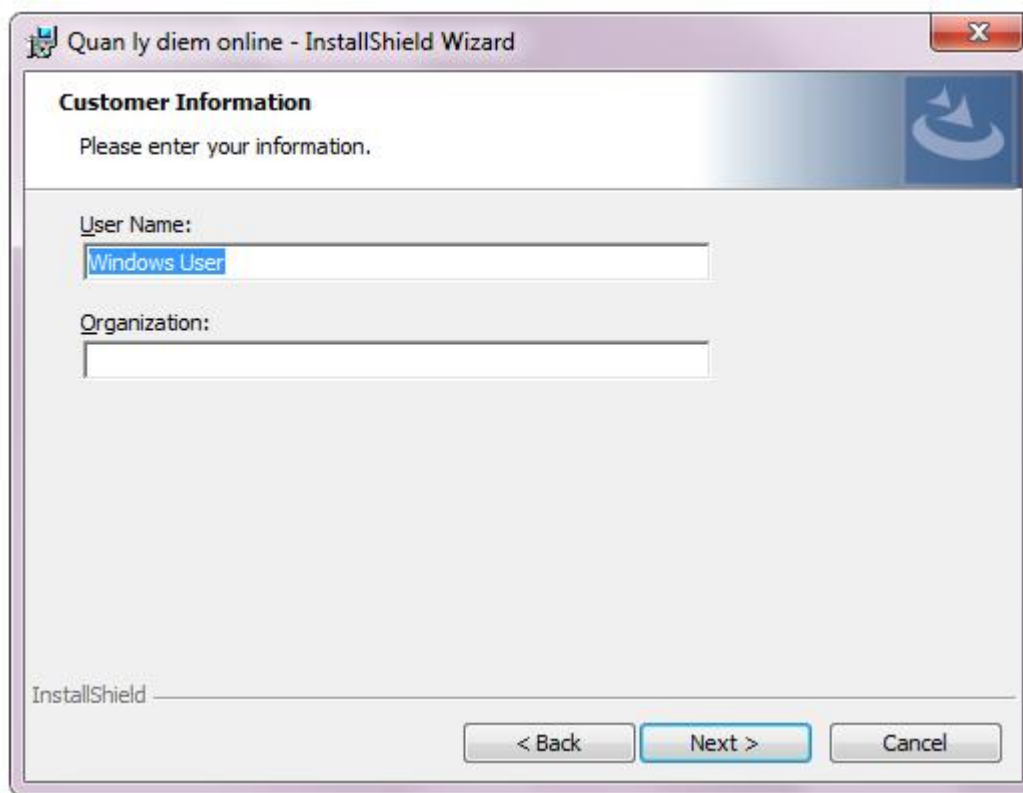 Quan ly diem online - InstallShield Wizard
Customer Information
Please enter your information.
User Name:
Windows User
Organization:
InstallShield
< Back
Next >
Cancel